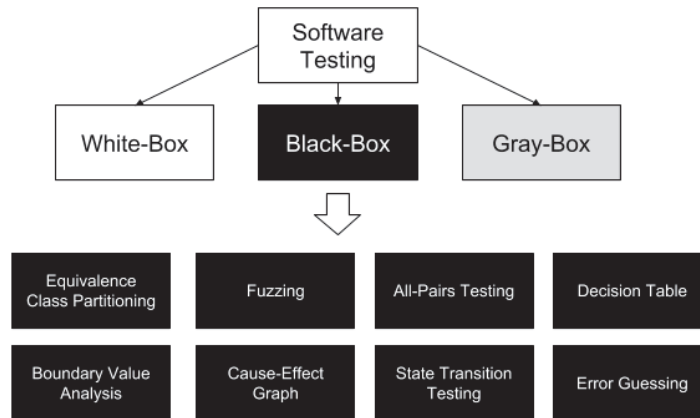 Software
Testing
White-Box
Black-Box
Gray-Box
Equivalence
Class Partitioning
Fuzzing
All-Pairs Testing
Decision Table
Boundary Value
Analysis
Cause-Effect
Graph
State Transition
Testing
Error Guessing